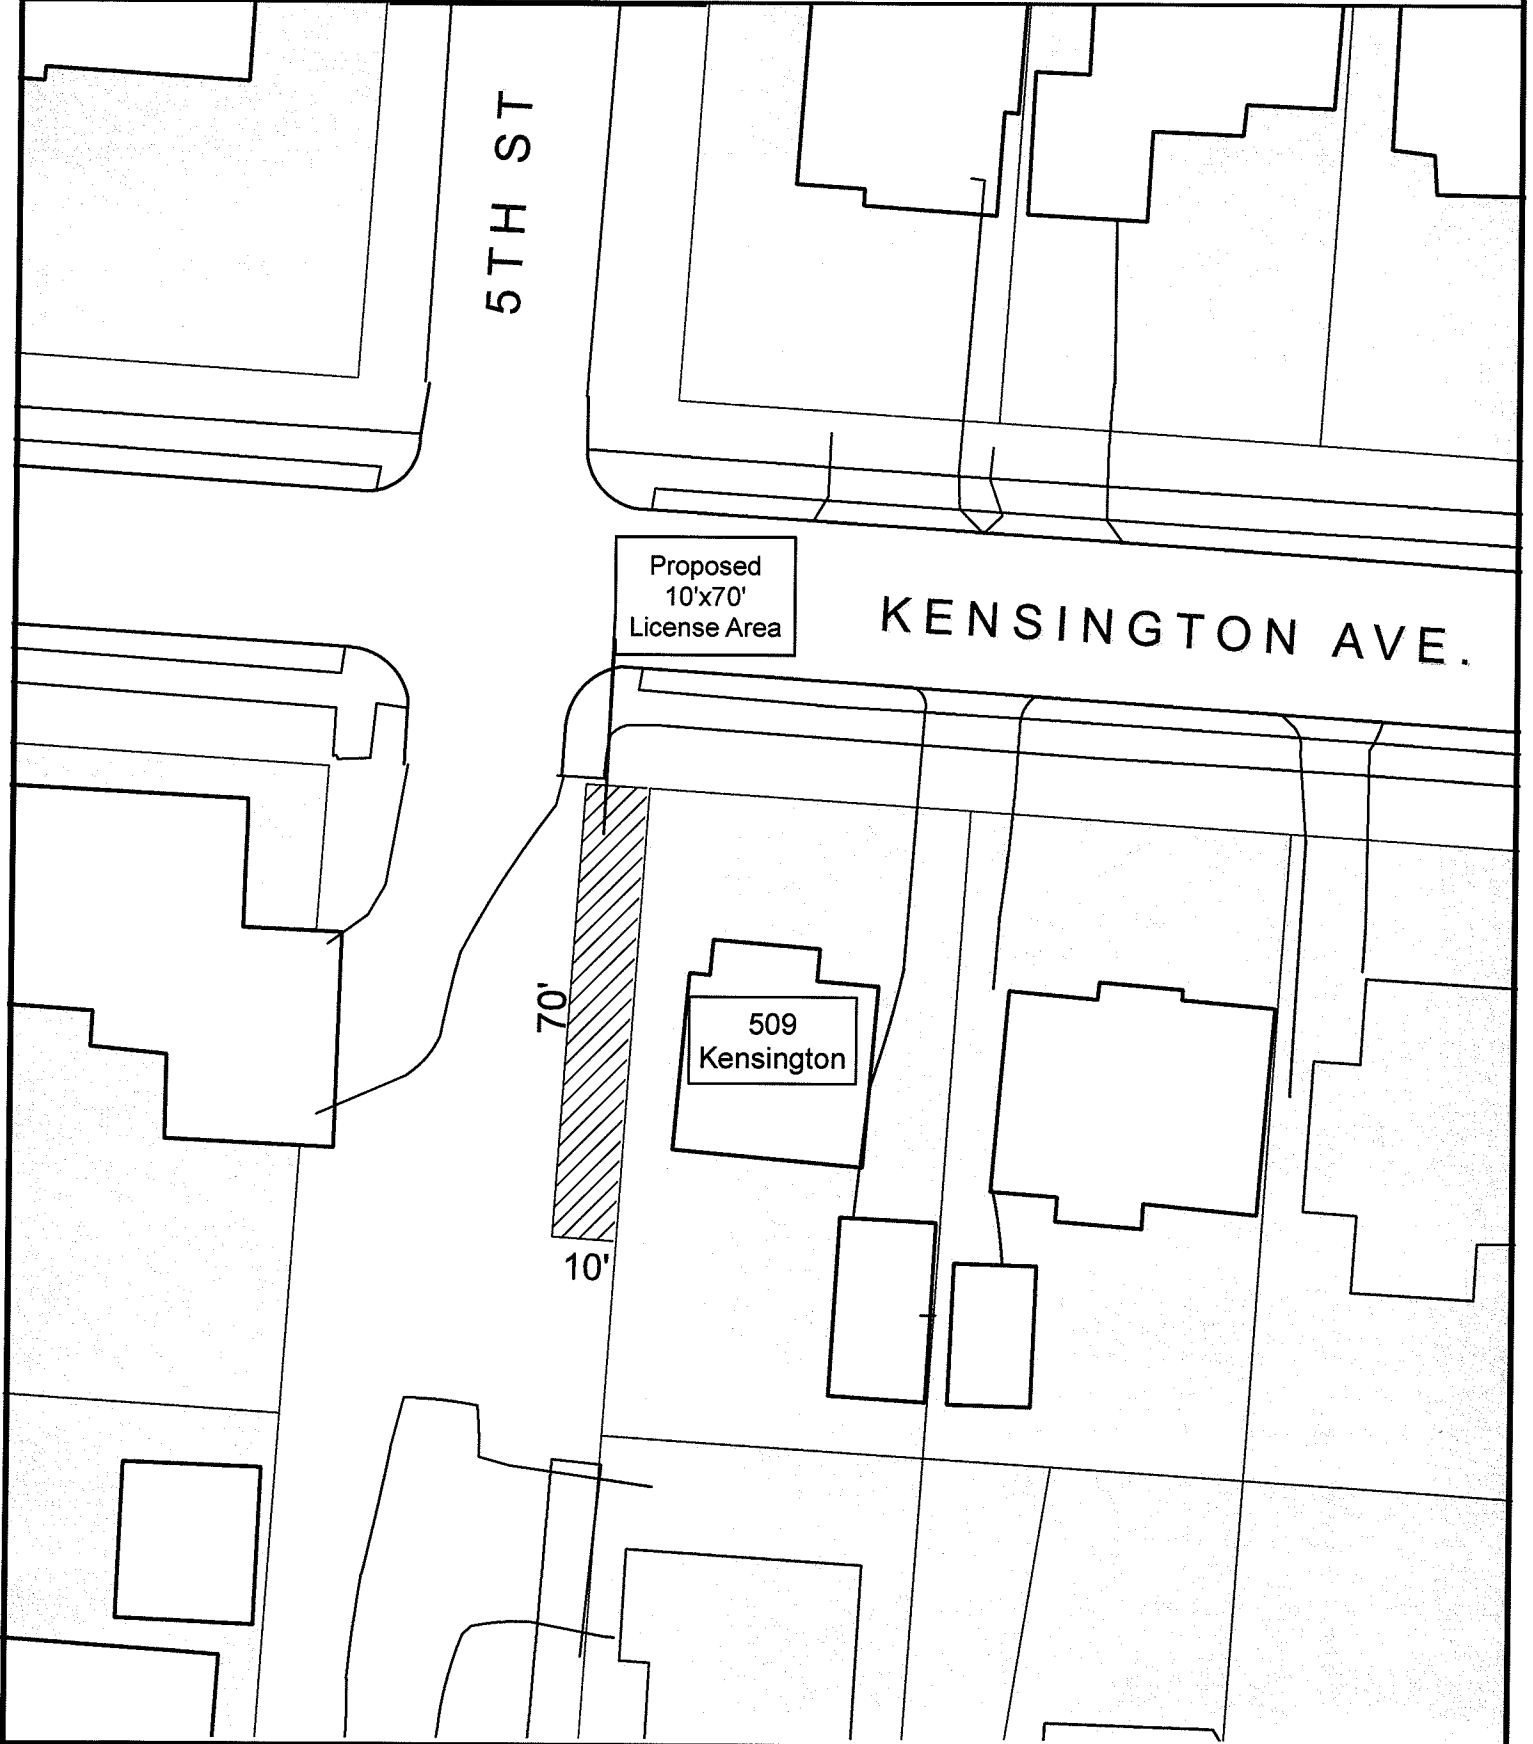 5TH ST
Proposed
10'x70'
License Area
KENSINGTON AVE.
70'
509
Kensington
10'